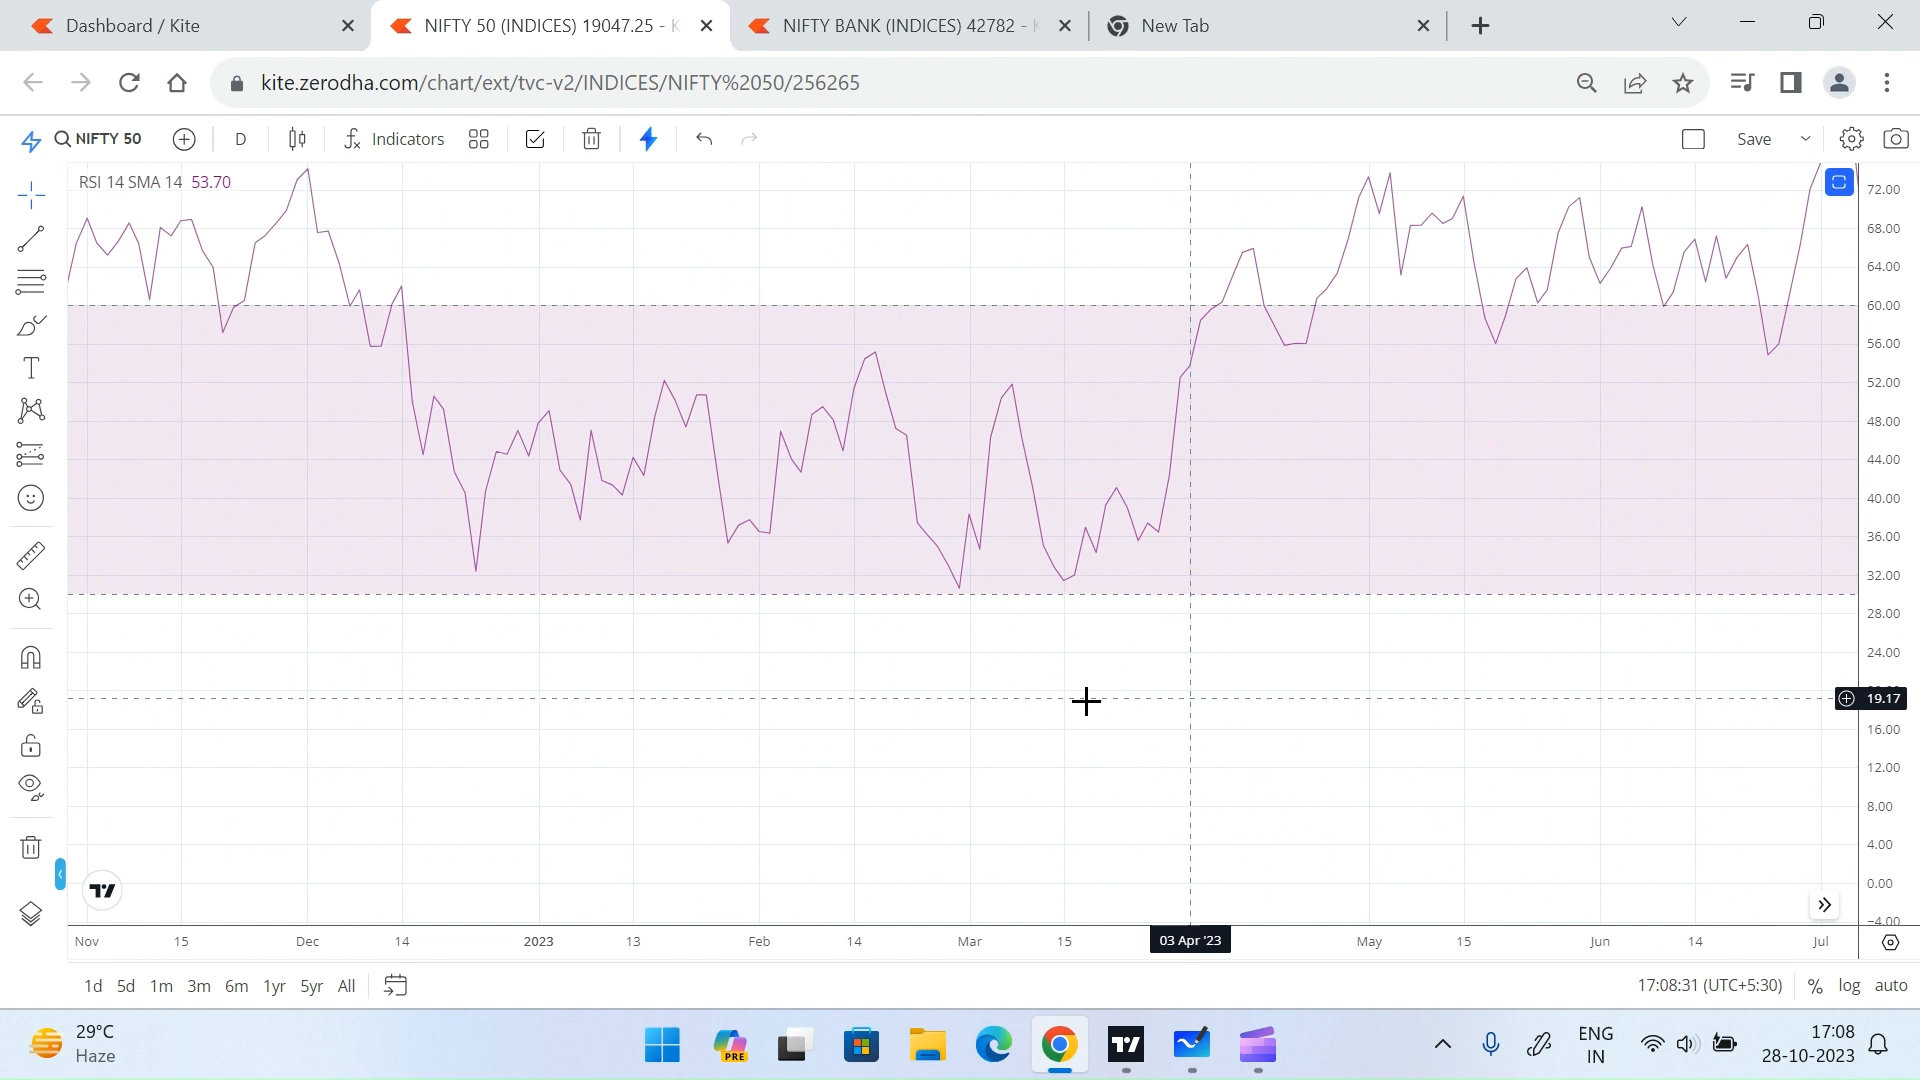 Dashboard / Kite
NIFTY 50 (INDICES) 19047.25 - K
NIFTY BANK (INDICES) 42782 - K
New Tab
kite.zerodha.com/chart/ext/tvc-v2/INDICES/NIFTY%2050/256265
NIFTY 50
D
Indicators
Save
RSI 14 SMA 14 53.70
72.00
68.00
64.00
60.00
56.00
52.00
48.00
44.00
40.00
36.00
32.00
28.00
24.00
19.17
16.00
12.00
8.00
4.00
0.00
-4.00
Nov 15 Dec 14 2023 13 Feb 14 Mar 15 03 Apr '23 May 15 Jun 14 Jul
1d 5d 1m 3m 6m 1yr 5yr All
17:08:31 (UTC+5:30) % log auto
29°C
Haze
PRE
ENG
IN
17:08
28-10-2023